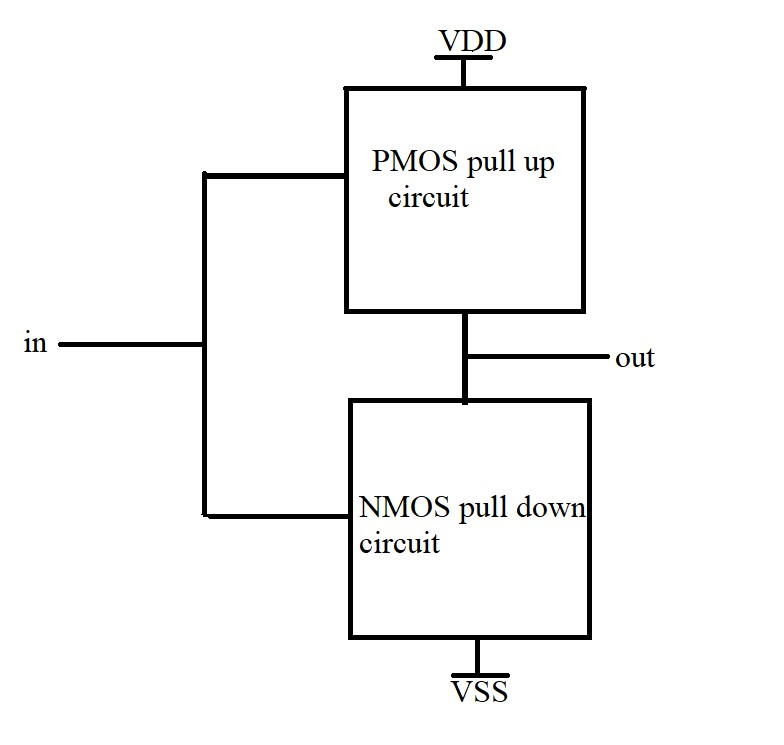 VDD
PMOS pull up
circuit
in
out
NMOS pull down
circuit
VSS